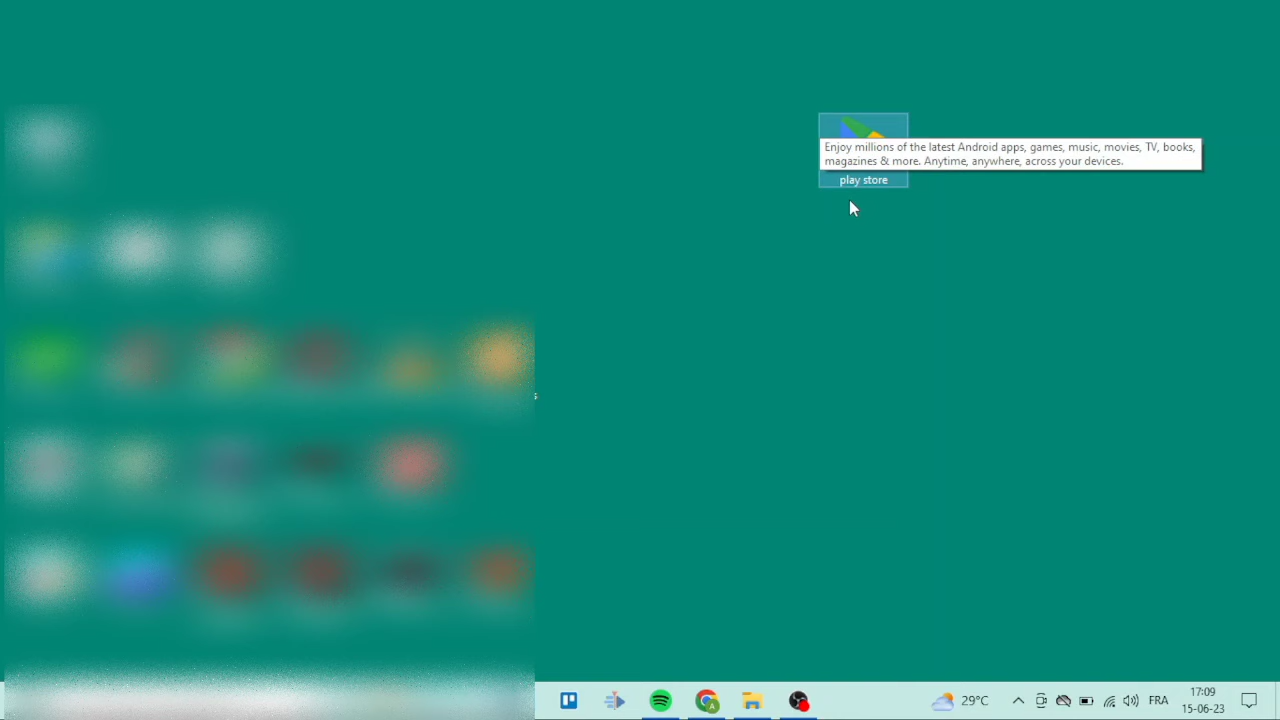 Enjoy millions of the latest Android apps, games, music, movies, TV, books,
magazines & more. Anytime, anywhere, across your devices.
play store
29°C
FRA
17:09
15-06-23